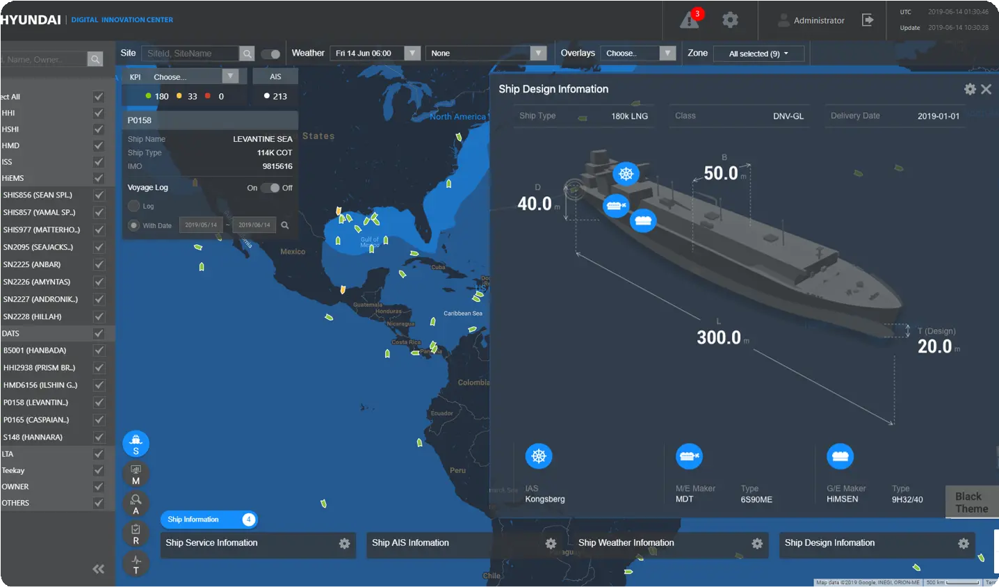 HYUNDAI | DIGITAL INNOVATION CENTER
3
Administrator
UTC 2019-06-14 01:30:46
Update 2019-06-14 10:30:28
Name, Owner..
Site SiteId, SiteName
Weather Fri 14 Jun 06:00 None
Overlays Choose..
Zone All selected (9)
ect All
HHI
HSHI
HMD
ISS
HiEMS
SHIS856 (SEAN SPI..)
SHIS857 (YAMAL SP..)
SHIS977 (MATTERHO..)
SN2095 (SEAJACKS..)
SN2225 (ANBAR)
SN2226 (AMYNTAS)
SN2227 (ANDRONIK..)
SN2228 (HILLAH)
DATS
B5001 (HANBADA)
HHI2938 (PRISM BR..)
HMD6156 (ILSHIN G..)
P0158 (LEVANTIN..)
P0165 (CASPAIAN..)
S148 (HANNARA)
LTA
Teekay
OWNER
OTHERS
KPI Choose... AIS
180 33 0 213
P0158
Ship Name LEVANTINE SEA
Ship Type 114K COT
IMO 9815616
Voyage Log On Off
Log
With Date 2019/05/14 ~ 2019/06/14
North America
States
Gulf of
Mexico
Mexico
Cuba
Guatemala
Honduras
Nicaragua
Caribbean Sea
Costa Rica
Panama
Colombia
Ecuador
Peru
Chile
S
M
A
R
T
Ship Design Infomation
Ship Type 180k LNG
Class DNV-GL
Delivery Date 2019-01-01
B
50.0 m
D
40.0 m
L
300.0 m
T (Design)
20.0 m
IAS
Kongsberg
M/E Maker Type
MDT 6S90ME
G/E Maker Type
HiMSEN 9H32/40
Black
Theme
Ship Information 4
Ship Service Infomation
Ship AIS Infomation
Ship Weather Infomation
Ship Design Infomation
Map data ©2019 Google, INEGI, ORION-ME 500 km